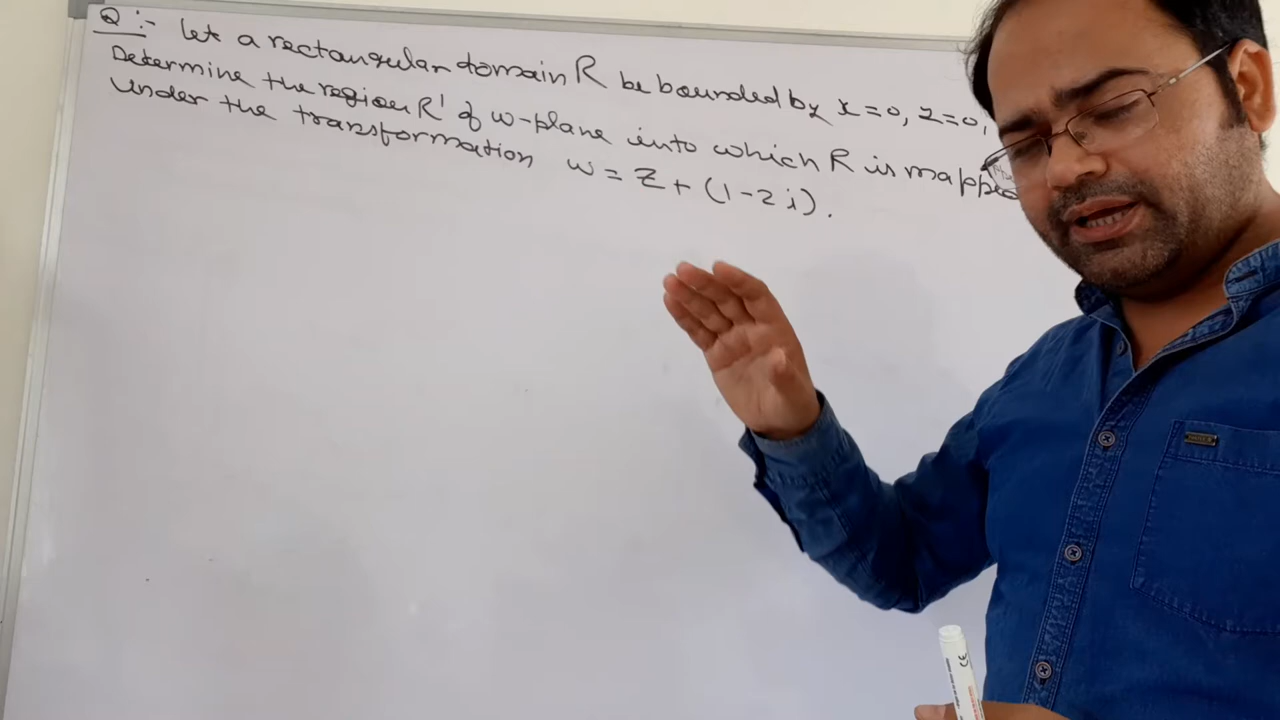 Q :- Let a rectangular domain R be bounded by x = 0, z = 0,
Determine the region R' of w-plane into which R is mapped
under the transformation w = z + (1 - 2i).